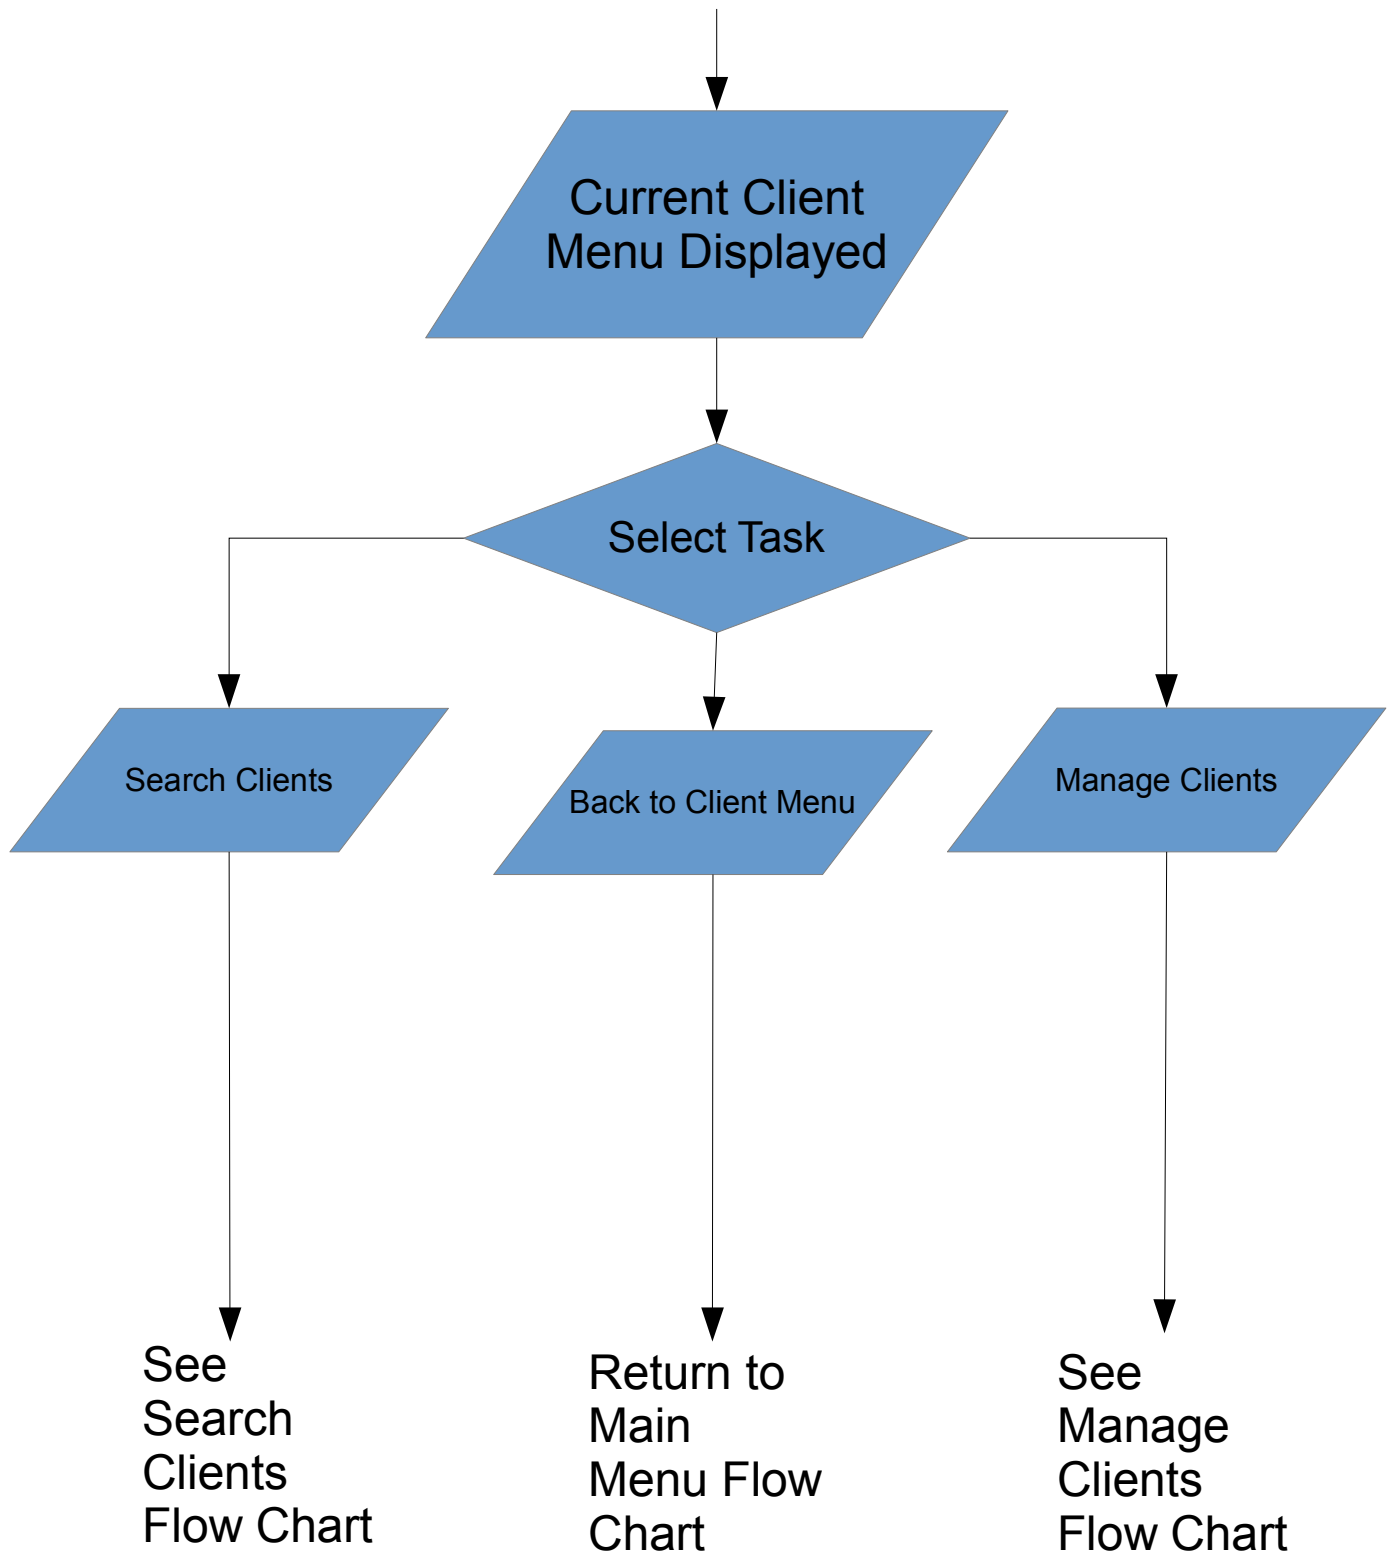 Current Client
Menu Displayed
Select Task
Search Clients
Back to Client Menu
Manage Clients
See
Search
Clients
Flow Chart
Return to
Main
Menu Flow
Chart
See
Manage
Clients
Flow Chart